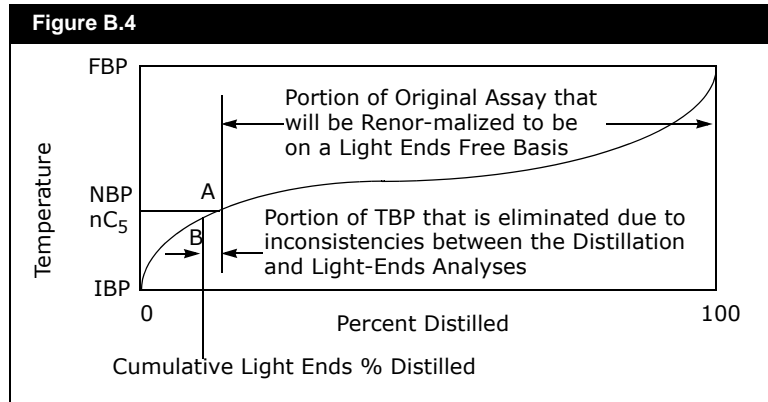 Figure B.4
FBP
Portion of Original Assay that
will be Renor-malized to be
on a Light Ends Free Basis
Temperature
NBP
nC5
A
B
Portion of TBP that is eliminated due to
inconsistencies between the Distillation
and Light-Ends Analyses
IBP
0
Percent Distilled
100
Cumulative Light Ends % Distilled